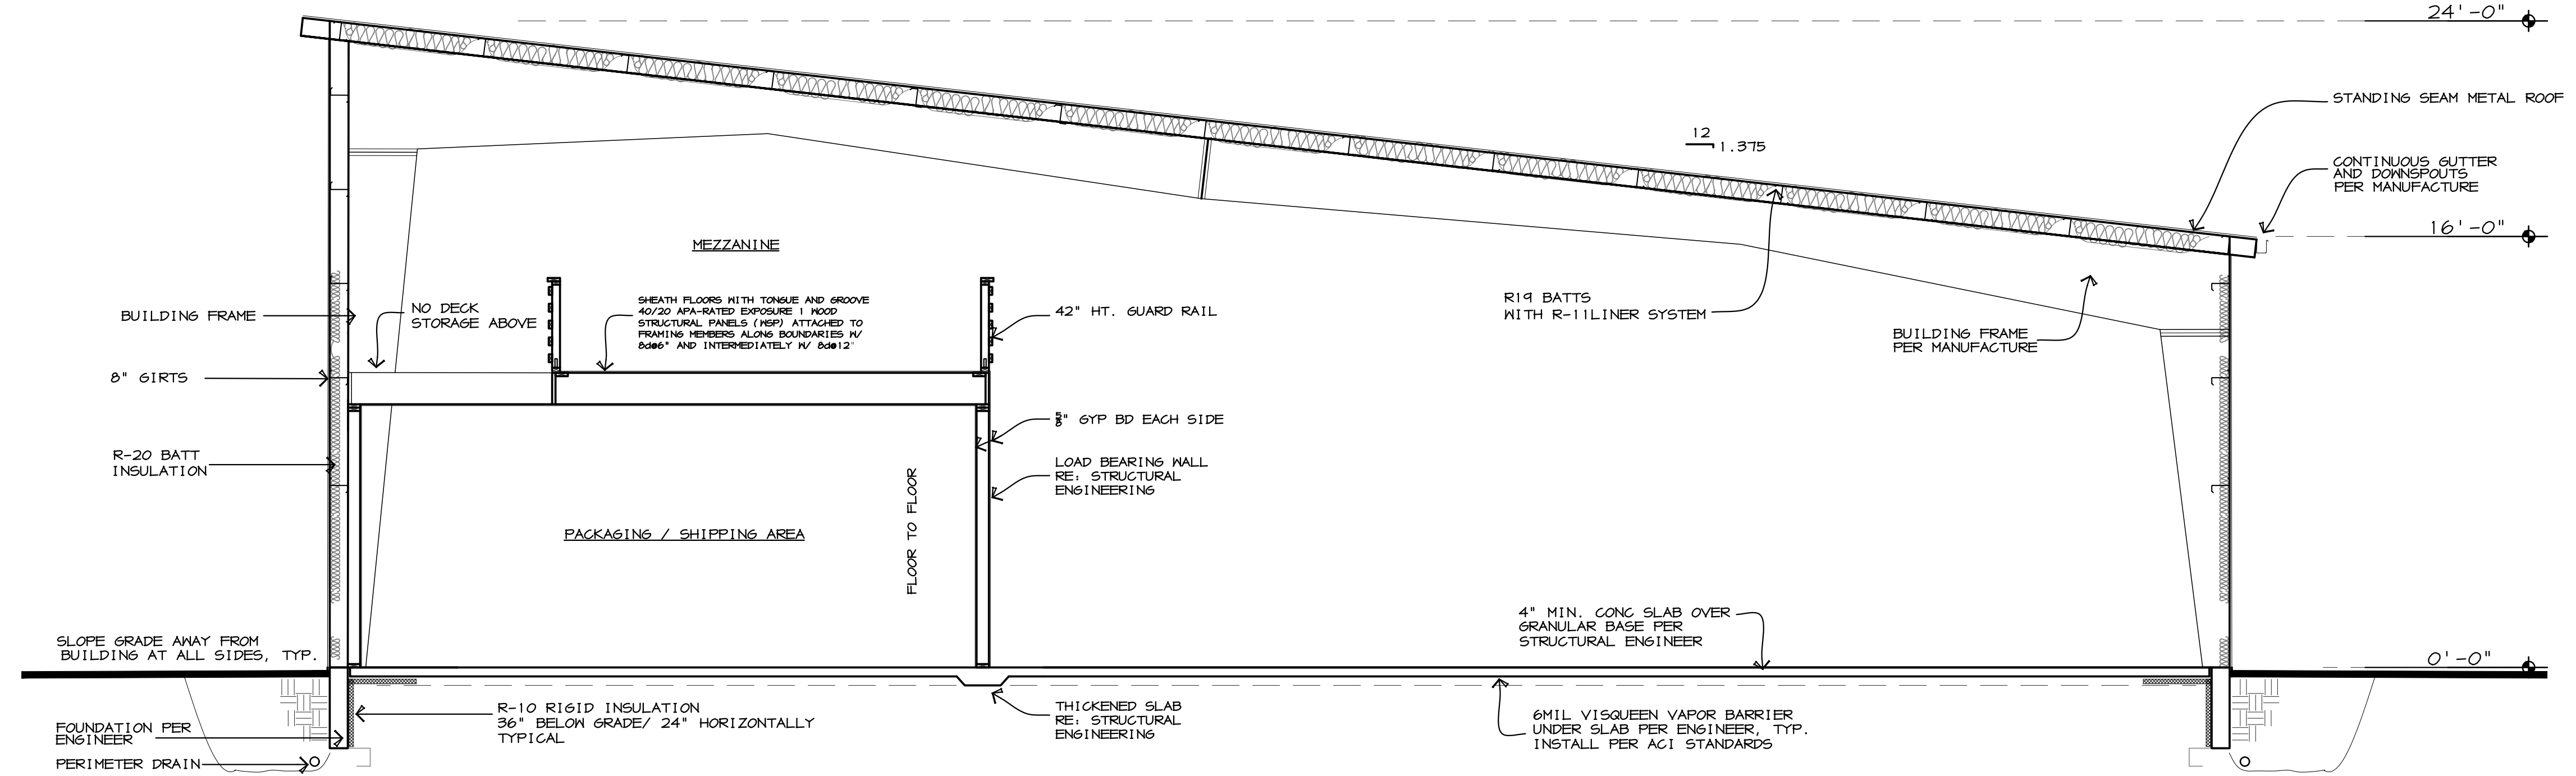 24'-0"
STANDING SEAM METAL ROOF
12
1.375
CONTINUOUS GUTTER
AND DOWNSPOUTS
PER MANUFACTURE
16'-0"
MEZZANINE
BUILDING FRAME
NO DECK
STORAGE ABOVE
SHEATH FLOORS WITH TONGUE AND GROOVE
40/20 APA-RATED EXPOSURE 1 WOOD
STRUCTURAL PANELS (WSP) ATTACHED TO
FRAMING MEMBERS ALONG BOUNDARIES W/
8d@6" AND INTERMEDIATELY W/ 8d@12"
42" HT. GUARD RAIL
R19 BATTS
WITH R-11LINER SYSTEM
BUILDING FRAME
PER MANUFACTURE
8" GIRTS
5/8" GYP BD EACH SIDE
R-20 BATT
INSULATION
LOAD BEARING WALL
RE: STRUCTURAL
ENGINEERING
FLOOR TO FLOOR
PACKAGING / SHIPPING AREA
4" MIN. CONC SLAB OVER
GRANULAR BASE PER
STRUCTURAL ENGINEER
SLOPE GRADE AWAY FROM
BUILDING AT ALL SIDES, TYP.
0'-0"
R-10 RIGID INSULATION
36" BELOW GRADE/ 24" HORIZONTALLY
TYPICAL
THICKENED SLAB
RE: STRUCTURAL
ENGINEERING
6MIL VISQUEEN VAPOR BARRIER
UNDER SLAB PER ENGINEER, TYP.
INSTALL PER ACI STANDARDS
FOUNDATION PER
ENGINEER
PERIMETER DRAIN